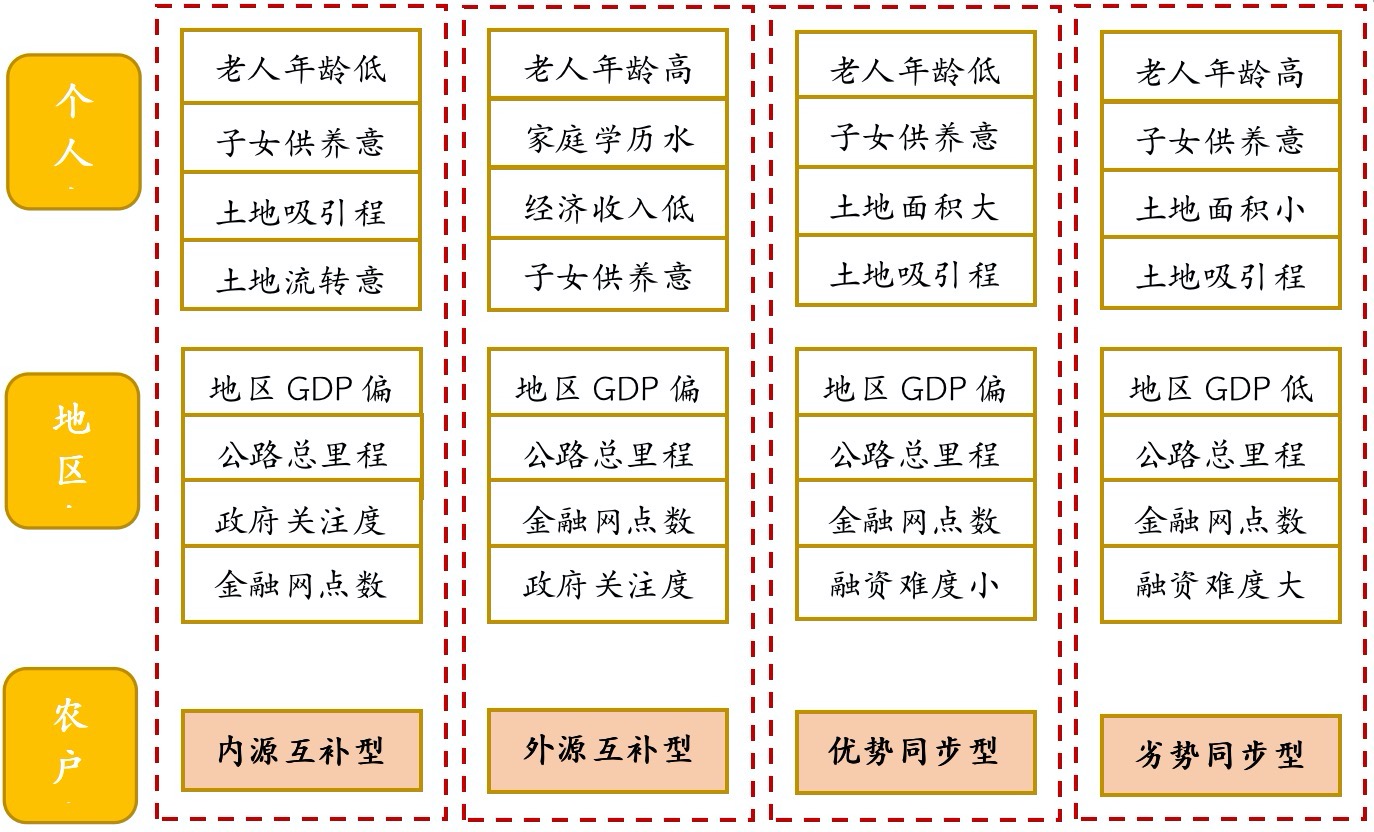 个
人
老人年龄低
子女供养意
土地吸引程
土地流转意
老人年龄高
家庭学历水
经济收入低
子女供养意
老人年龄低
子女供养意
土地面积大
土地吸引程
老人年龄高
子女供养意
土地面积小
土地吸引程
地
区
地区 GDP 偏
公路总里程
政府关注度
金融网点数
地区 GDP 偏
公路总里程
金融网点数
政府关注度
地区 GDP 偏
公路总里程
金融网点数
融资难度小
地区 GDP 低
公路总里程
金融网点数
融资难度大
农
户
内源互补型
外源互补型
优势同步型
劣势同步型